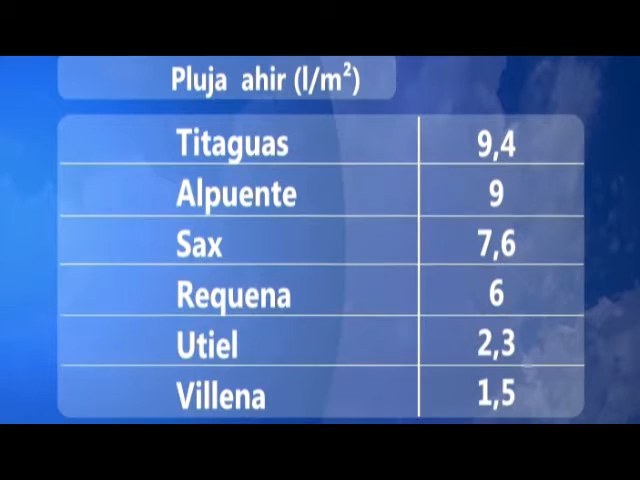 Pluja ahir (l/m²)
Titaguas 9,4
Alpuente 9
Sax 7,6
Requena 6
Utiel 2,3
Villena 1,5